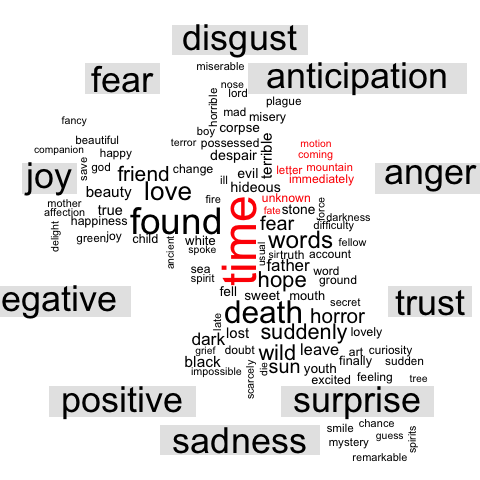 disgust
miserable
fear
anticipation
nose
lord
horrible
plague
mad
misery
fancy
boy
corpse
beautiful
terror
possessed
terrible
motion
companion
happy
despair
coming
save
god
change
evil
letter
mountain
joy
friend
ill
hideous
immediately
anger
beauty
love
fire
unknown
mother
affection
true
found
time
fate
stone
force
darkness
happiness
fear
difficulty
delight
green
joy
child
ancient
white
spoke
usual
words
fellow
sir
truth
account
sea
father
word
spirit
hope
ground
egative
fell
sweet
mouth
secret
trust
late
death
horror
dark
lost
suddenly
lovely
grief
doubt
wild
leave
art
curiosity
black
impossible
scarcely
die
sun
youth
finally
sudden
excited
feeling
tree
positive
surprise
sadness
smile
chance
mystery
guess
spirits
remarkable